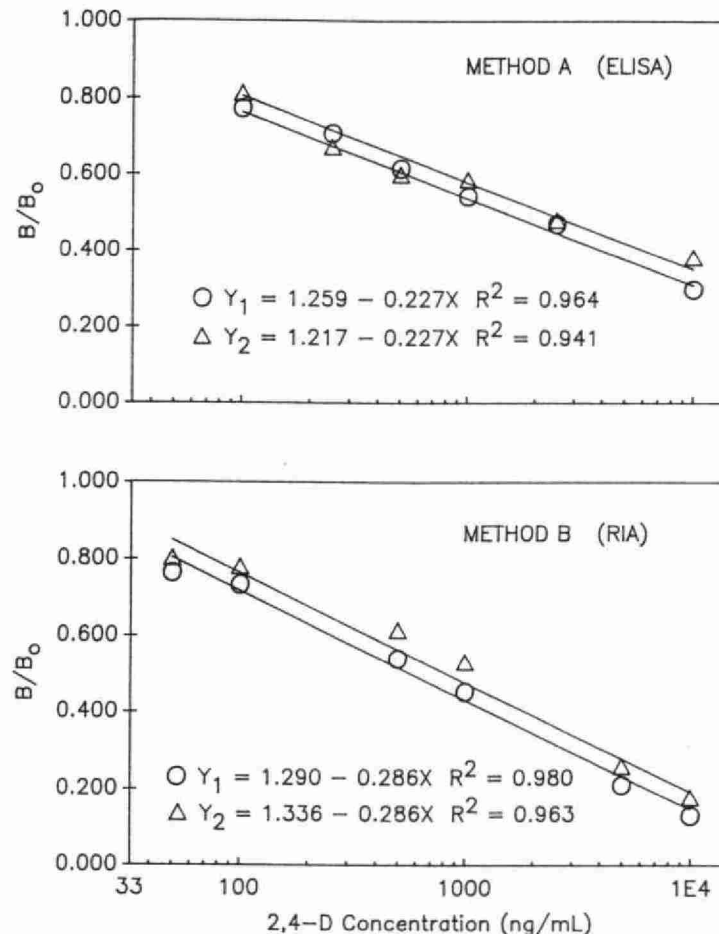 1.000
METHOD A (ELISA)
0.800
0.600
B/B₀
0.400
○ Y₁ = 1.259 − 0.227X R² = 0.964
0.200
△ Y₂ = 1.217 − 0.227X R² = 0.941
0.000
1.000
METHOD B (RIA)
0.800
0.600
B/B₀
0.400
○ Y₁ = 1.290 − 0.286X R² = 0.980
0.200
△ Y₂ = 1.336 − 0.286X R² = 0.963
0.000
33 100 1000 1E4
2,4−D Concentration (ng/mL)